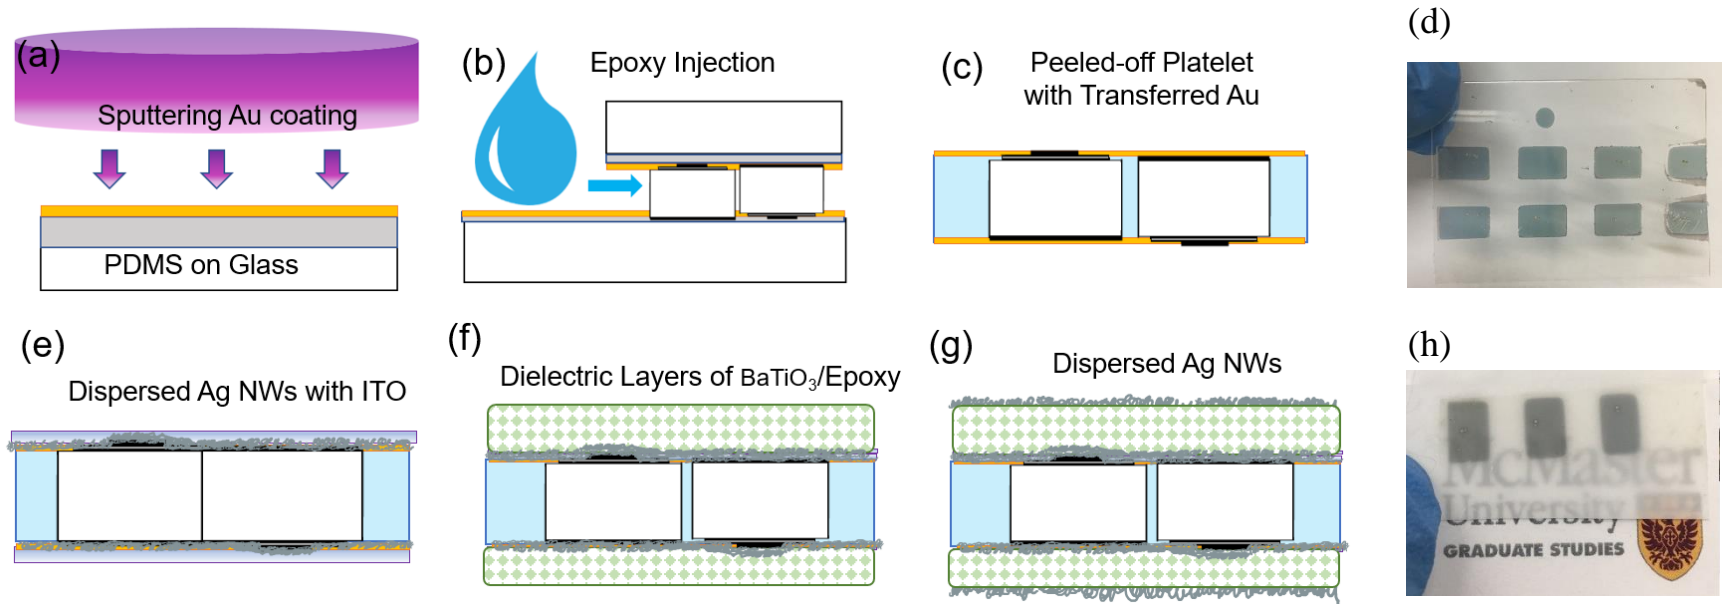 (a)
Sputtering Au coating
PDMS on Glass
(b)
Epoxy Injection
(c)
Peeled-off Platelet
with Transferred Au
(d)
(e)
Dispersed Ag NWs with ITO
(f)
Dielectric Layers of BaTiO₃/Epoxy
(g)
Dispersed Ag NWs
(h)
McMaster
University
GRADUATE STUDIES